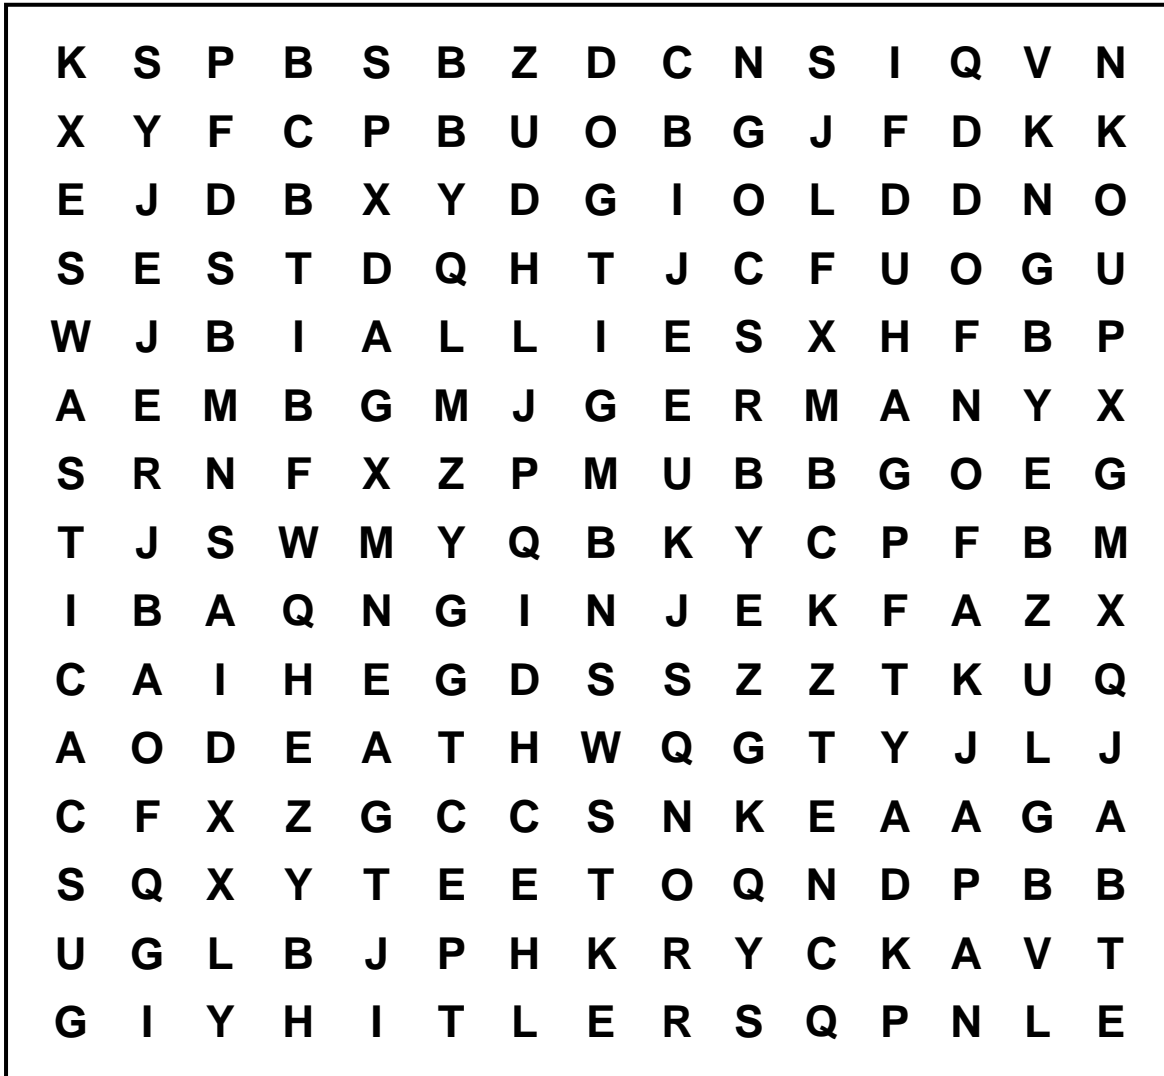 K S P B S B Z D C N S I Q V N
X Y F C P B U O B G J F D K K
E J D B X Y D G I O L D D N O
S E S T D Q H T J C F U O G U
W J B I A L L I E S X H F B P
A E M B G M J G E R M A N Y X
S R N F X Z P M U B B G O E G
T J S W M Y Q B K Y C P F B M
I B A Q N G I N J E K F A Z X
C A I H E G D S S Z Z T K U Q
A O D E A T H W Q G T Y J L J
C F X Z G C C S N K E A A G A
S Q X Y T E E T O Q N D P B B
U G L B J P H K R Y C K A V T
G I Y H I T L E R S Q P N L E